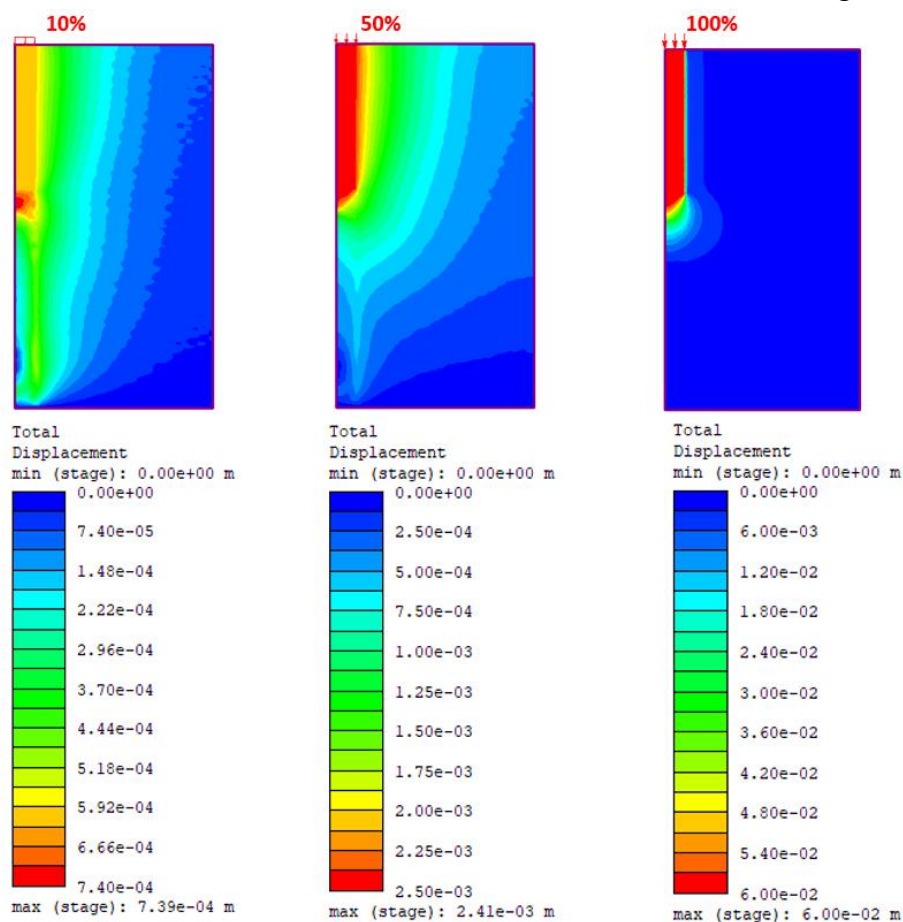 10%
50%
100%
Total
Displacement
min (stage): 0.00e+00 m
0.00e+00
7.40e-05
1.48e-04
2.22e-04
2.96e-04
3.70e-04
4.44e-04
5.18e-04
5.92e-04
6.66e-04
7.40e-04
max (stage): 7.39e-04 m
Total
Displacement
min (stage): 0.00e+00 m
0.00e+00
2.50e-04
5.00e-04
7.50e-04
1.00e-03
1.25e-03
1.50e-03
1.75e-03
2.00e-03
2.25e-03
2.50e-03
max (stage): 2.41e-03 m
Total
Displacement
min (stage): 0.00e+00 m
0.00e+00
6.00e-03
1.20e-02
1.80e-02
2.40e-02
3.00e-02
3.60e-02
4.20e-02
4.80e-02
5.40e-02
6.00e-02
max (stage): 6.00e-02 m